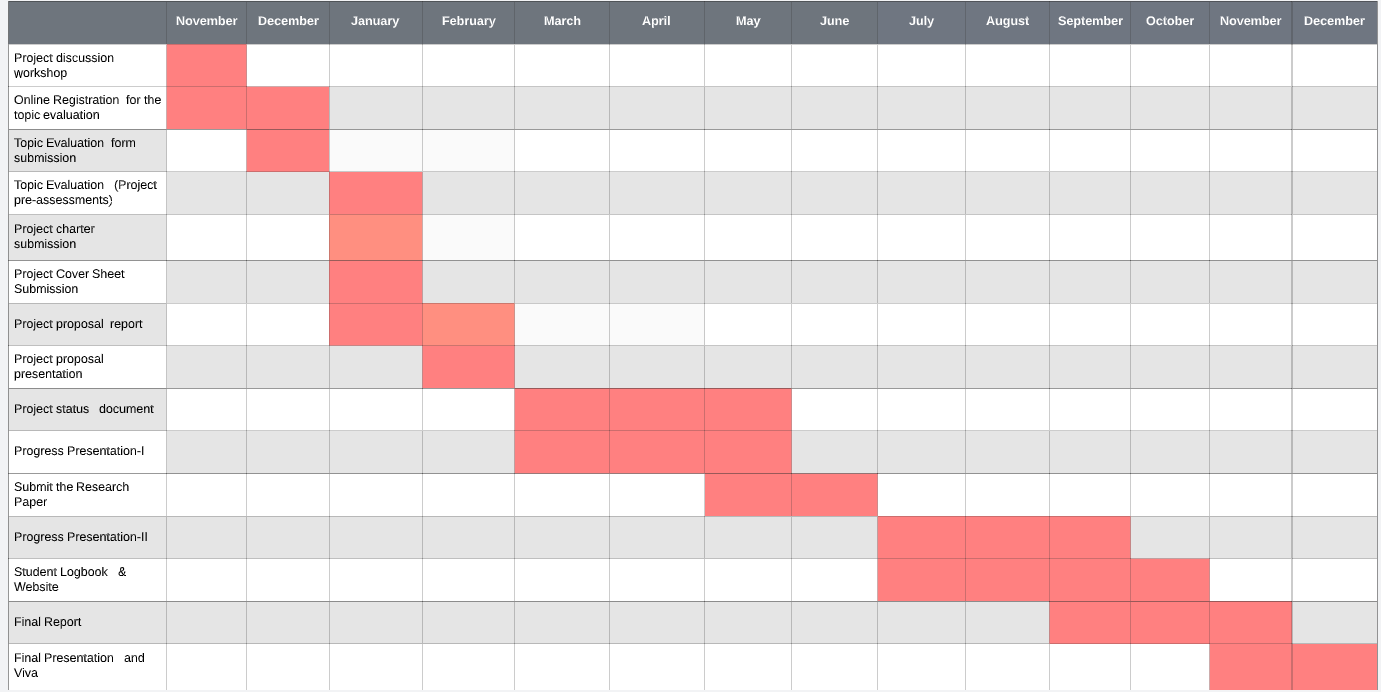 November December January February March April May June July August September October November December
Project discussion
workshop
Online Registration for the
topic evaluation
Topic Evaluation form
submission
Topic Evaluation (Project
pre-assessments)
Project charter
submission
Project Cover Sheet
Submission
Project proposal report
Project proposal
presentation
Project status document
Progress Presentation-I
Submit the Research
Paper
Progress Presentation-II
Student Logbook &
Website
Final Report
Final Presentation and
Viva